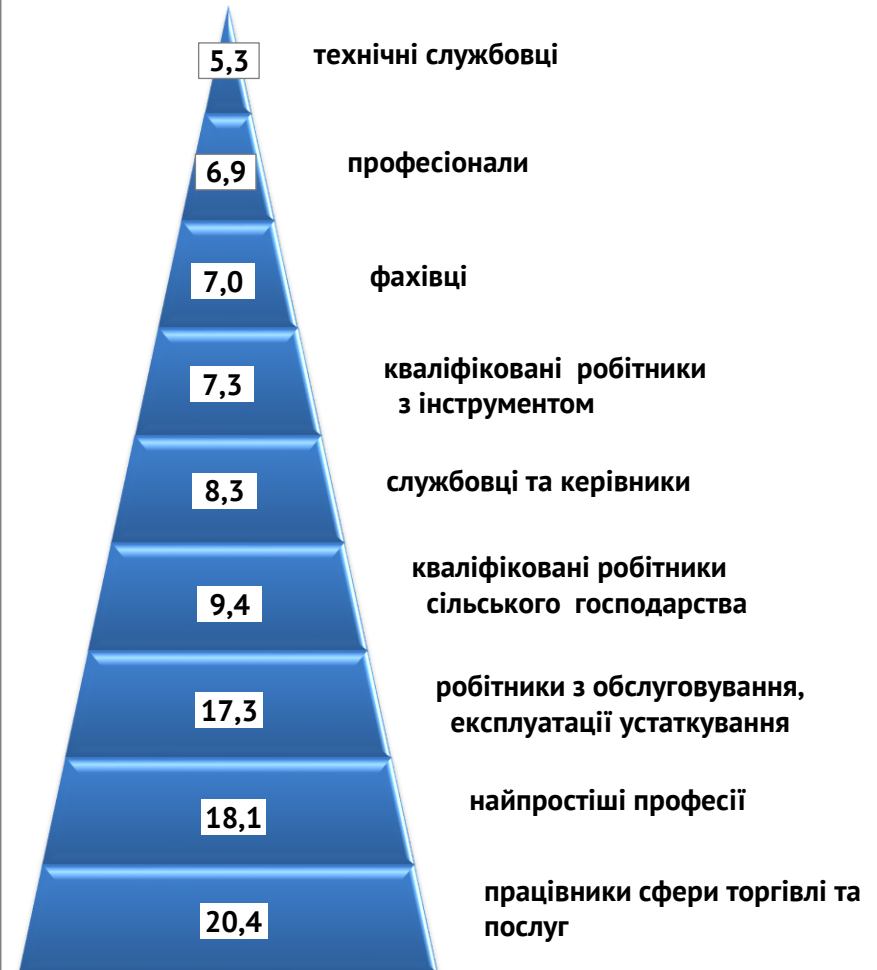 5,3 технічні службовці
6,9 професіонали
7,0 фахівці
7,3 кваліфіковані робітники
з інструментом
8,3 службовці та керівники
9,4 кваліфіковані робітники
сільського господарства
17,3 робітники з обслуговування,
експлуатації устаткування
18,1 найпростіші професії
20,4 працівники сфери торгівлі та
послуг